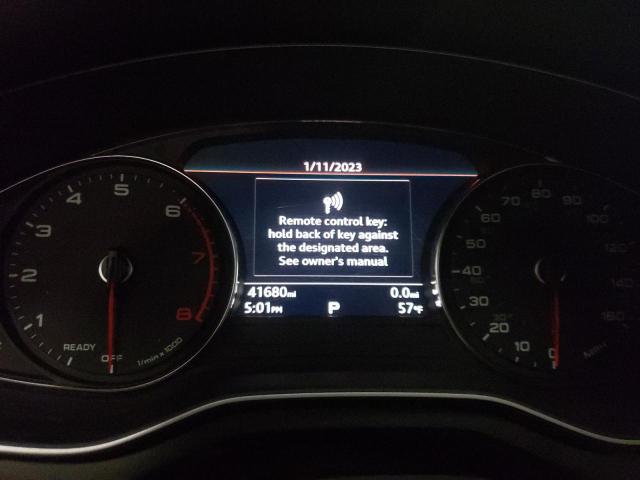 1/11/2023
Remote control key:
hold back of key against
the designated area.
See owner's manual
41680mi 0.0mi
5:01PM P 57°F
1 2 3 4 5 6 7 8
READY OFF 1/min x 1000
0 10 20 30 40 50 60 70 80 90 100 120 140 160
MPH